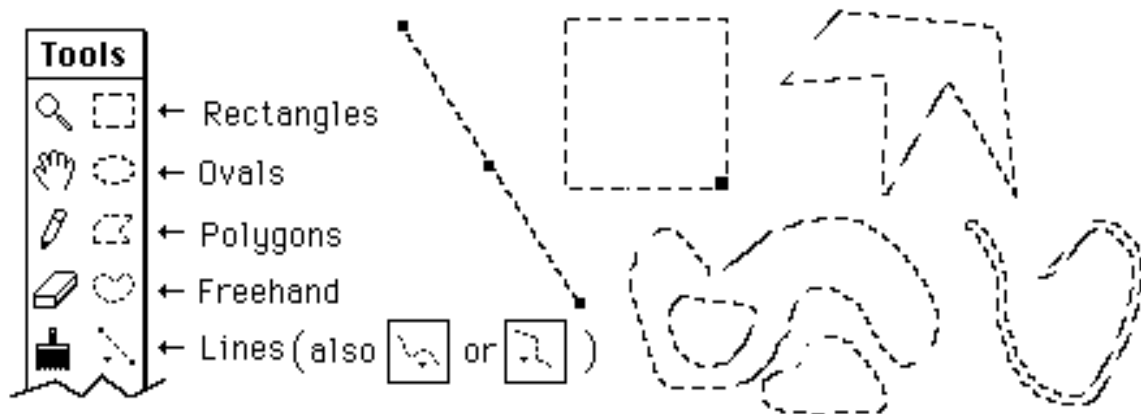 Tools
← Rectangles
← Ovals
← Polygons
← Freehand
← Lines (also or )